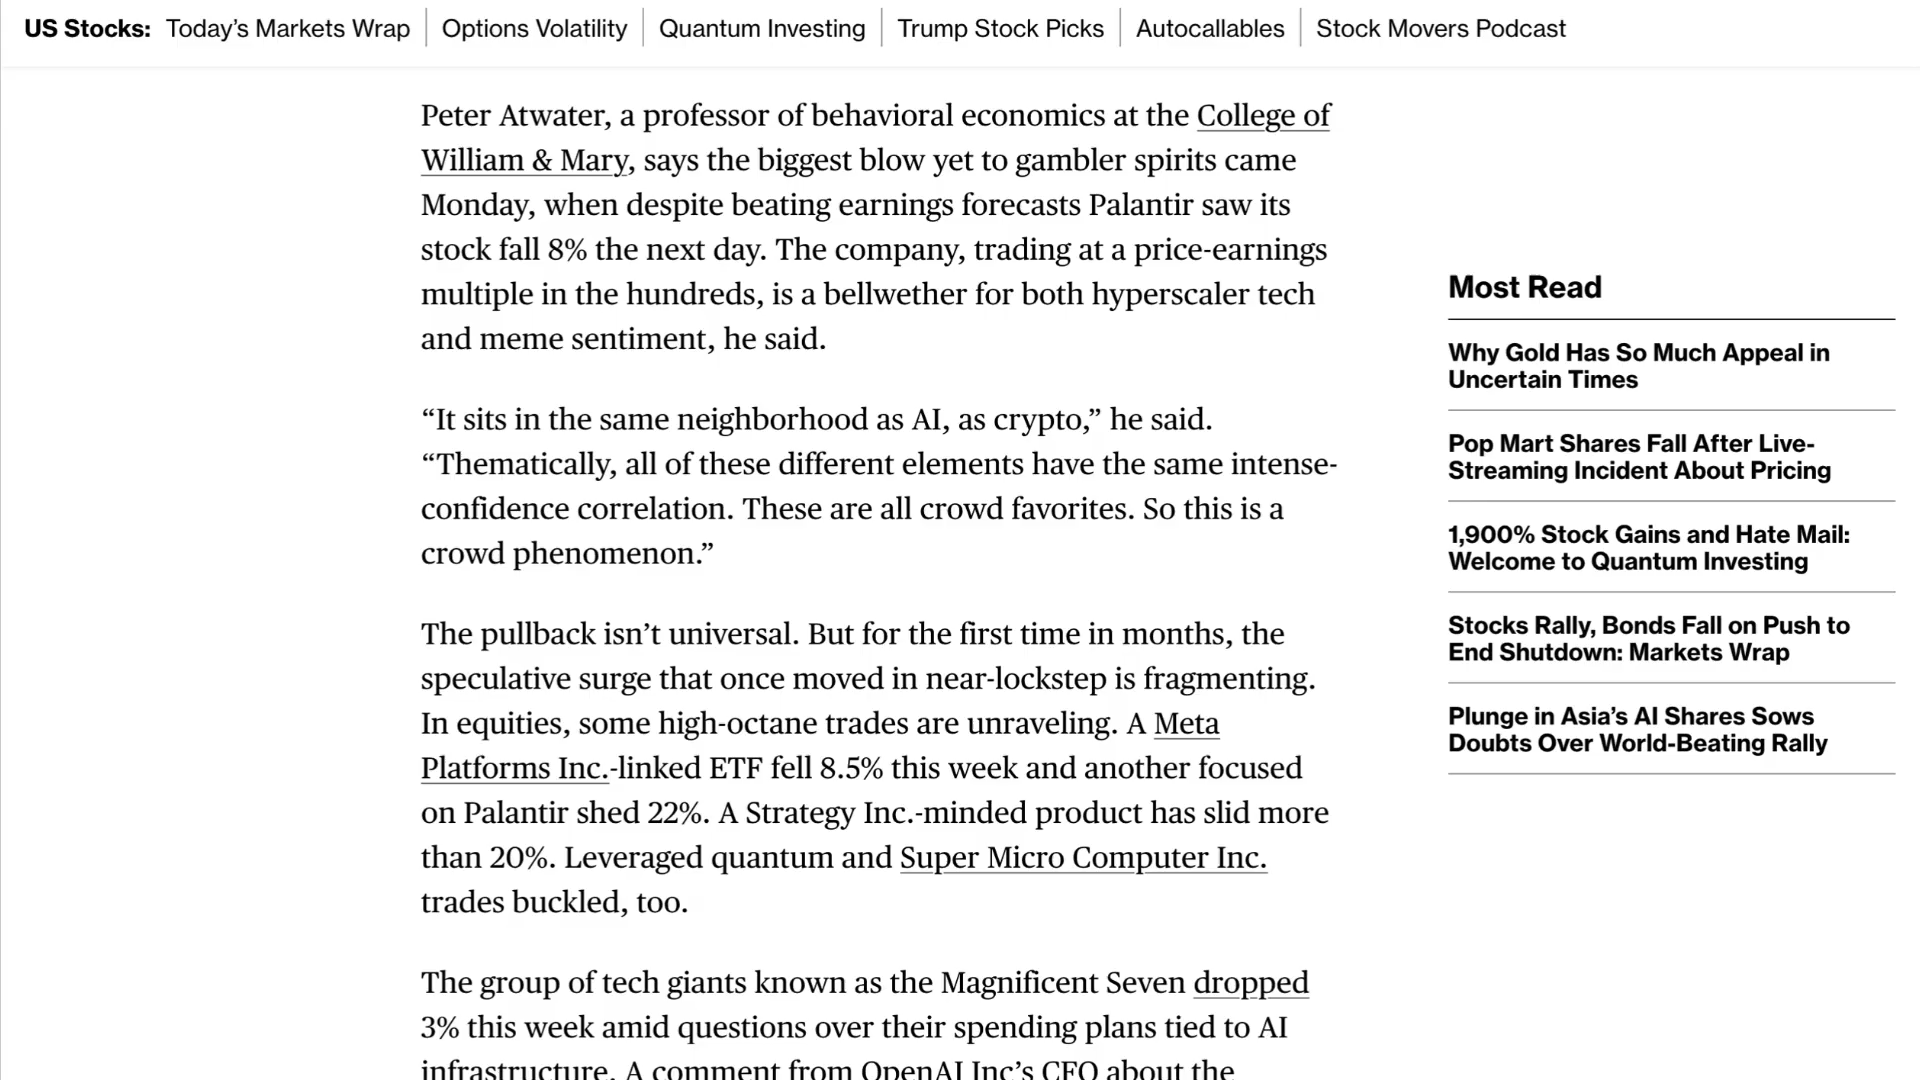 US Stocks: Today’s Markets Wrap Options Volatility Quantum Investing Trump Stock Picks Autocallables Stock Movers Podcast
Peter Atwater, a professor of behavioral economics at the College of
William & Mary, says the biggest blow yet to gambler spirits came
Monday, when despite beating earnings forecasts Palantir saw its
stock fall 8% the next day. The company, trading at a price-earnings
multiple in the hundreds, is a bellwether for both hyperscaler tech
and meme sentiment, he said.
“It sits in the same neighborhood as AI, as crypto,” he said.
“Thematically, all of these different elements have the same intense-
confidence correlation. These are all crowd favorites. So this is a
crowd phenomenon.”
The pullback isn’t universal. But for the first time in months, the
speculative surge that once moved in near-lockstep is fragmenting.
In equities, some high-octane trades are unraveling. A Meta
Platforms Inc.-linked ETF fell 8.5% this week and another focused
on Palantir shed 22%. A Strategy Inc.-minded product has slid more
than 20%. Leveraged quantum and Super Micro Computer Inc.
trades buckled, too.
The group of tech giants known as the Magnificent Seven dropped
3% this week amid questions over their spending plans tied to AI
infrastructure. A comment from OpenAI Inc’s CFO about the
Most Read
Why Gold Has So Much Appeal in
Uncertain Times
Pop Mart Shares Fall After Live-
Streaming Incident About Pricing
1,900% Stock Gains and Hate Mail:
Welcome to Quantum Investing
Stocks Rally, Bonds Fall on Push to
End Shutdown: Markets Wrap
Plunge in Asia’s AI Shares Sows
Doubts Over World-Beating Rally